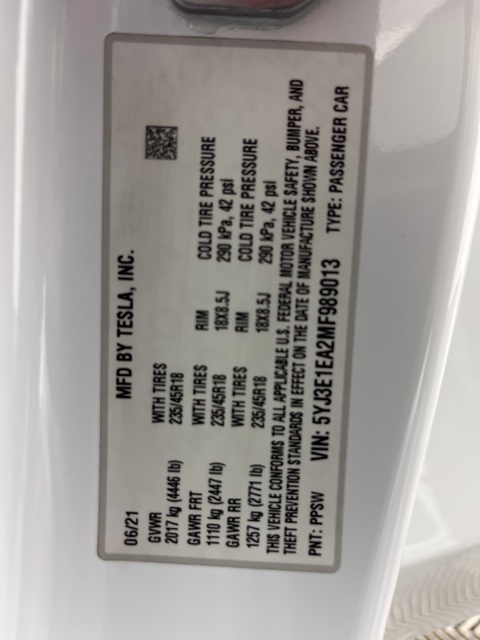 06/21 MFD BY TESLA, INC.
GVWR WITH TIRES
2017 kg (4446 lb) 235/45R18
GAWR FRT WITH TIRES RIM COLD TIRE PRESSURE
1110 kg (2447 lb) 235/45R18 18X8.5J 290 kPa, 42 psi
GAWR RR WITH TIRES RIM COLD TIRE PRESSURE
1257 kg (2771 lb) 235/45R18 18X8.5J 290 kPa, 42 psi
THIS VEHICLE CONFORMS TO ALL APPLICABLE U.S. FEDERAL MOTOR VEHICLE SAFETY, BUMPER, AND
THEFT PREVENTION STANDARDS IN EFFECT ON THE DATE OF MANUFACTURE SHOWN ABOVE.
PNT: PPSW VIN: 5YJ3E1EA2MF989013 TYPE: PASSENGER CAR